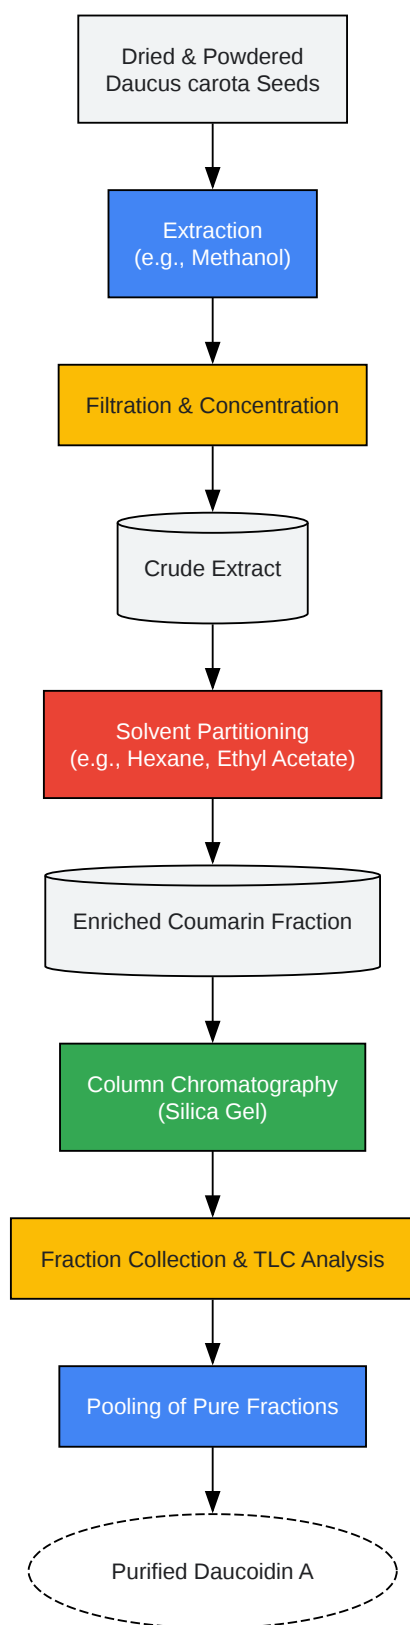 Dried & Powdered
Daucus carota Seeds
Extraction
(e.g., Methanol)
Filtration & Concentration
Crude Extract
Solvent Partitioning
(e.g., Hexane, Ethyl Acetate)
Enriched Coumarin Fraction
Column Chromatography
(Silica Gel)
Fraction Collection & TLC Analysis
Pooling of Pure Fractions
Purified Daucoidin A